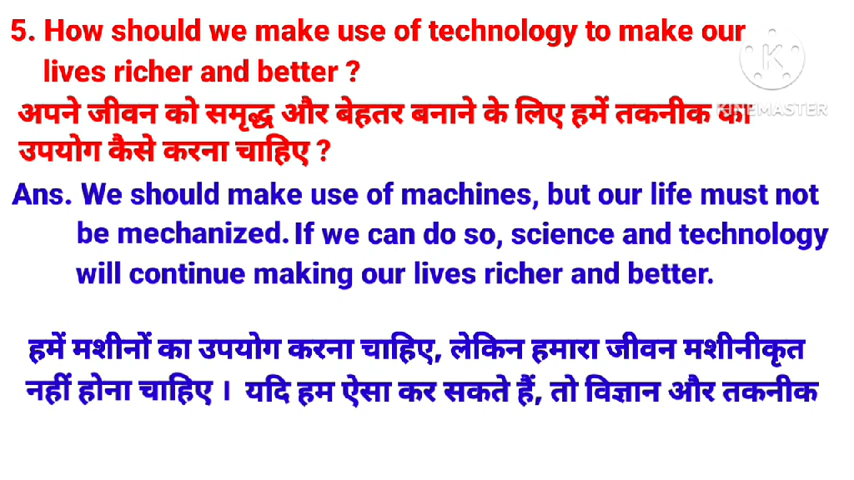 5. How should we make use of technology to make our
lives richer and better ?
अपने जीवन को समृद्ध और बेहतर बनाने के लिए हमें तकनीक का
उपयोग कैसे करना चाहिए ?
Ans. We should make use of machines, but our life must not
be mechanized. If we can do so, science and technology
will continue making our lives richer and better.
हमें मशीनों का उपयोग करना चाहिए, लेकिन हमारा जीवन मशीनीकृत
नहीं होना चाहिए । यदि हम ऐसा कर सकते हैं, तो विज्ञान और तकनीक
K
KINEMASTER